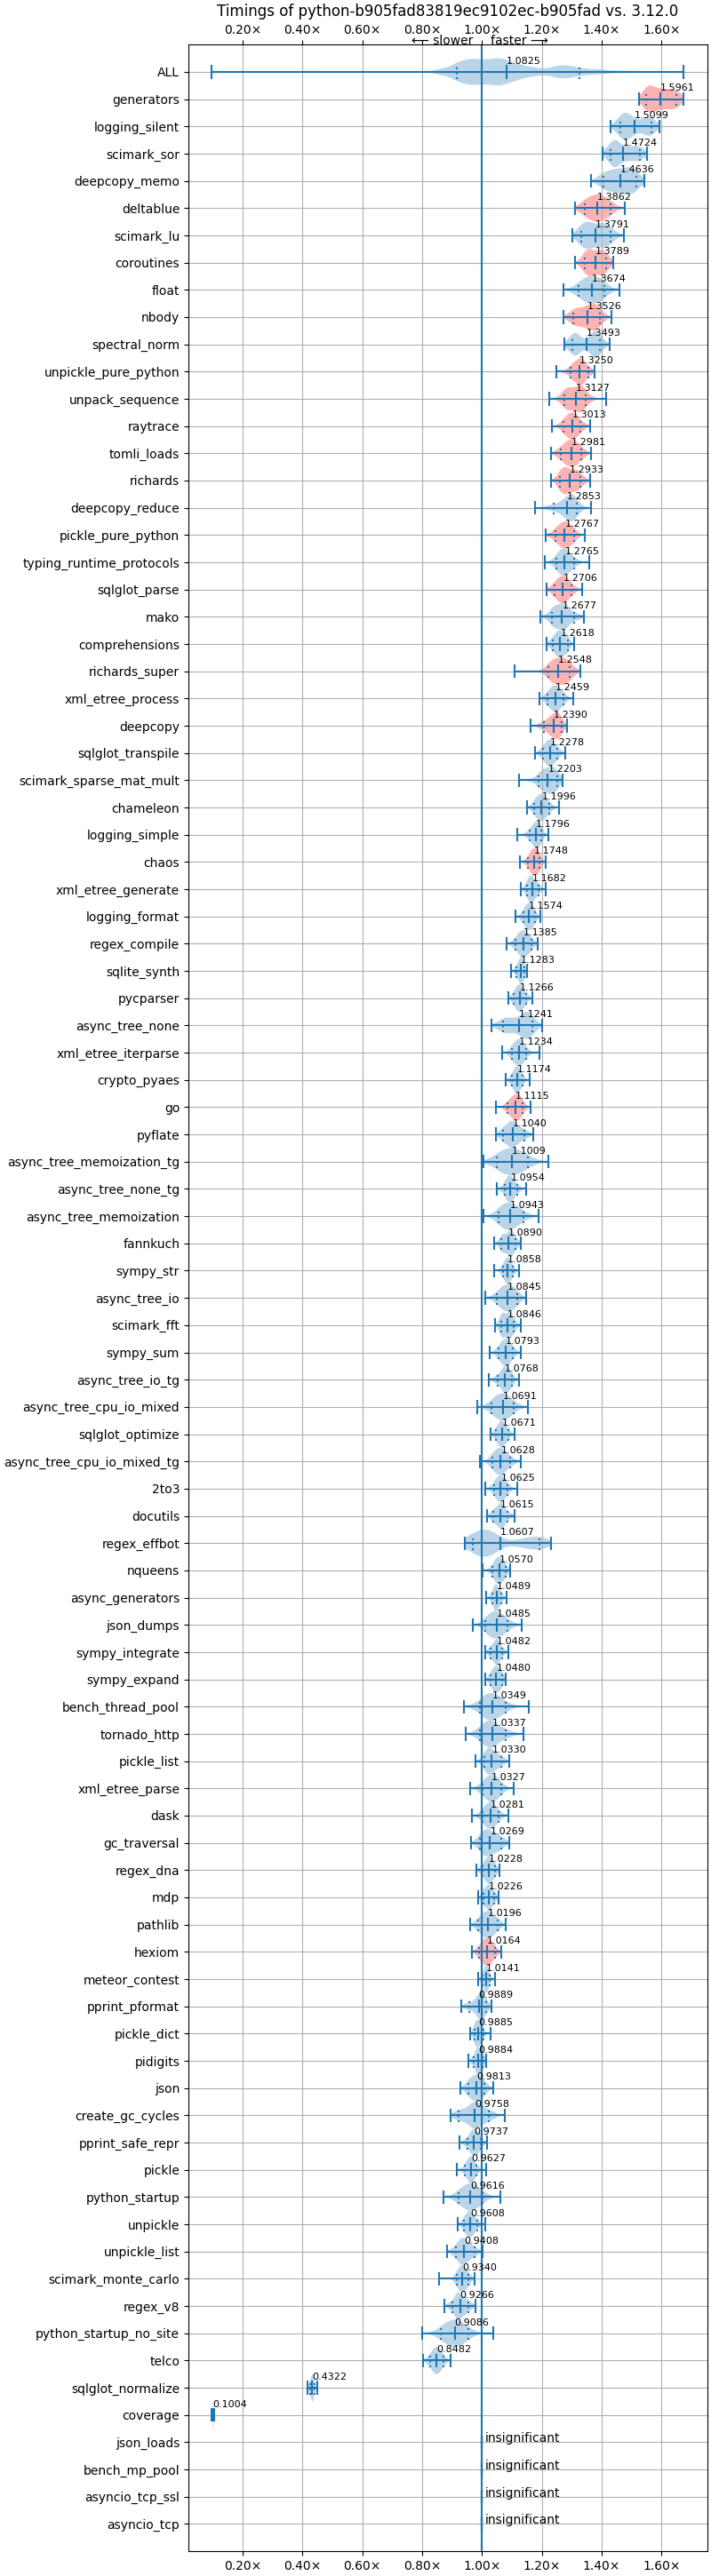 Timings of python-b905fad83819ec9102ec-b905fad vs. 3.12.0
0.20× 0.40× 0.60× 0.80× 1.00× 1.20× 1.40× 1.60×
⟵ slower faster ⟶
ALL 1.0825
generators 1.5961
logging_silent 1.5099
scimark_sor 1.4724
deepcopy_memo 1.4636
deltablue 1.3862
scimark_lu 1.3791
coroutines 1.3789
float 1.3674
nbody 1.3526
spectral_norm 1.3493
unpickle_pure_python 1.3250
unpack_sequence 1.3127
raytrace 1.3013
tomli_loads 1.2981
richards 1.2933
deepcopy_reduce 1.2853
pickle_pure_python 1.2767
typing_runtime_protocols 1.2765
sqlglot_parse 1.2706
mako 1.2677
comprehensions 1.2618
richards_super 1.2548
xml_etree_process 1.2459
deepcopy 1.2390
sqlglot_transpile 1.2278
scimark_sparse_mat_mult 1.2203
chameleon 1.1996
logging_simple 1.1796
chaos 1.1748
xml_etree_generate 1.1682
logging_format 1.1574
regex_compile 1.1385
sqlite_synth 1.1283
pycparser 1.1266
async_tree_none 1.1241
xml_etree_iterparse 1.1234
crypto_pyaes 1.1174
go 1.1115
pyflate 1.1040
async_tree_memoization_tg 1.1009
async_tree_none_tg 1.0954
async_tree_memoization 1.0943
fannkuch 1.0890
sympy_str 1.0858
async_tree_io 1.0845
scimark_fft 1.0846
sympy_sum 1.0793
async_tree_io_tg 1.0768
async_tree_cpu_io_mixed 1.0691
sqlglot_optimize 1.0671
async_tree_cpu_io_mixed_tg 1.0628
2to3 1.0625
docutils 1.0615
regex_effbot 1.0607
nqueens 1.0570
async_generators 1.0489
json_dumps 1.0485
sympy_integrate 1.0482
sympy_expand 1.0480
bench_thread_pool 1.0349
tornado_http 1.0337
pickle_list 1.0330
xml_etree_parse 1.0327
dask 1.0281
gc_traversal 1.0269
regex_dna 1.0228
mdp 1.0226
pathlib 1.0196
hexiom 1.0164
meteor_contest 1.0141
pprint_pformat 0.9889
pickle_dict 0.9885
pidigits 0.9884
json 0.9813
create_gc_cycles 0.9758
pprint_safe_repr 0.9737
pickle 0.9627
python_startup 0.9616
unpickle 0.9608
unpickle_list 0.9408
scimark_monte_carlo 0.9340
regex_v8 0.9266
python_startup_no_site 0.9086
telco 0.8482
sqlglot_normalize 0.4322
coverage 0.1004
json_loads insignificant
bench_mp_pool insignificant
asyncio_tcp_ssl insignificant
asyncio_tcp insignificant
0.20× 0.40× 0.60× 0.80× 1.00× 1.20× 1.40× 1.60×